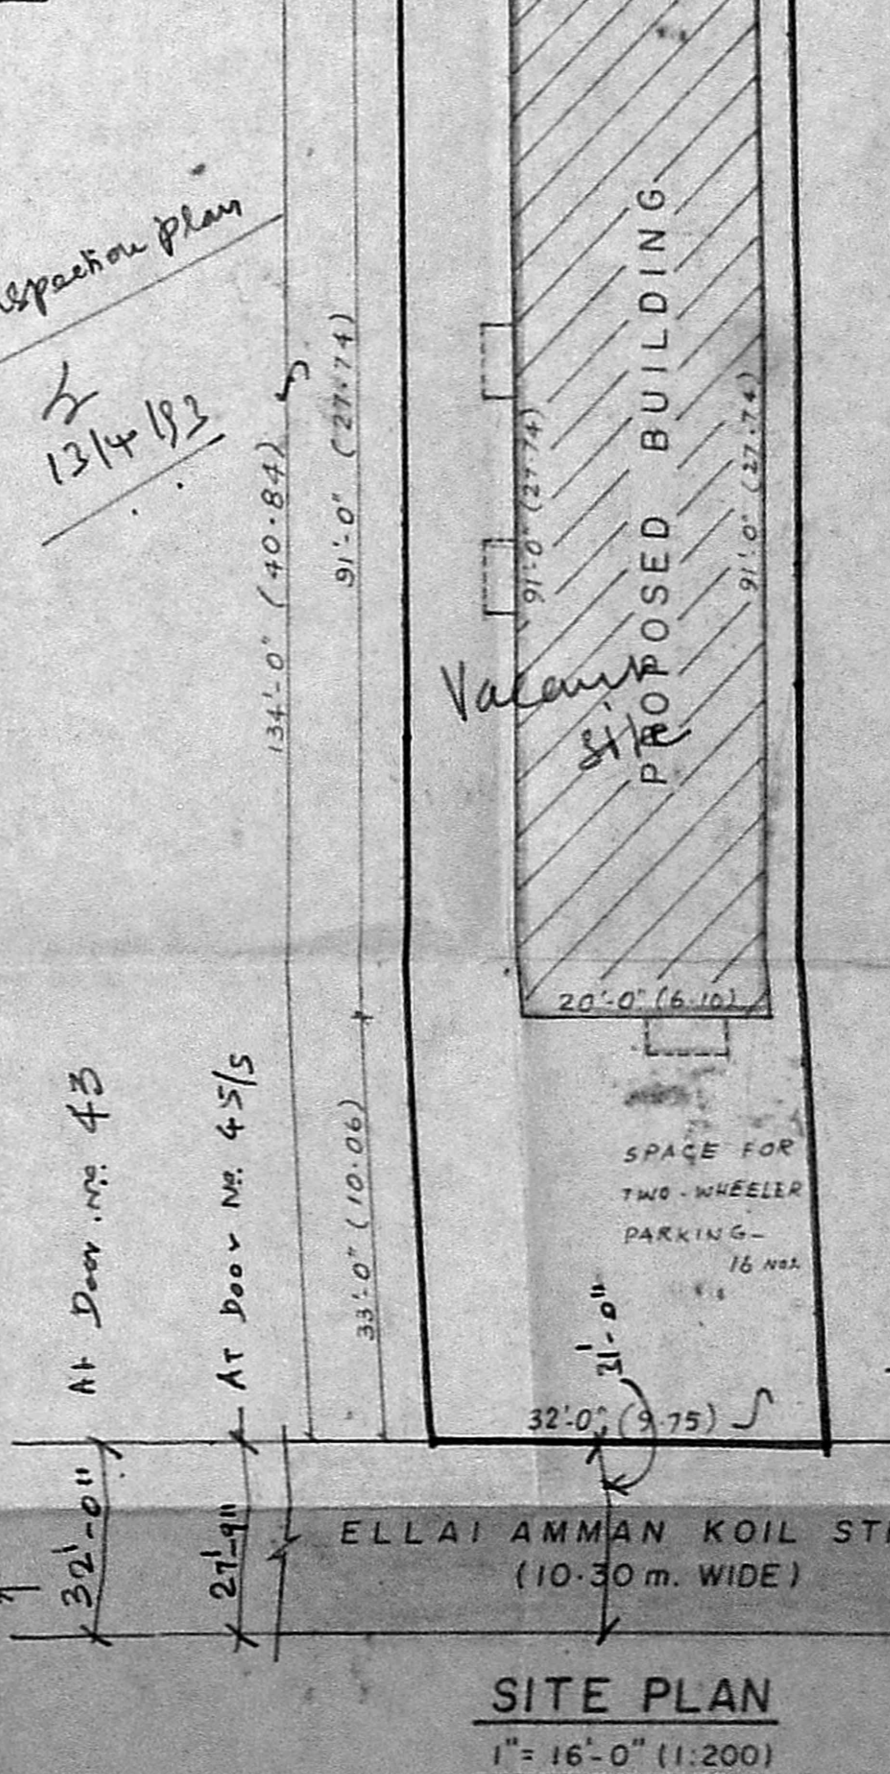 spection plan
13/4/93
134'-0" (40.84)
91'-0" (27.74)
91'-0" (27.74)
PROPOSED BUILDING
91'-0" (27.74)
Vacant
site
20'-0" (6.10)
At Door No. 43
AT Door No. 45/5
33'-0" (10.06)
SPACE FOR
TWO-WHEELER
PARKING-
16 Nos.
31'-0"
32'-0" (9.75)
32'-0"
27'-9"
ELLAI AMMAN KOIL
(10.30 m. WIDE)
SITE PLAN
1"= 16'-0" (1:200)